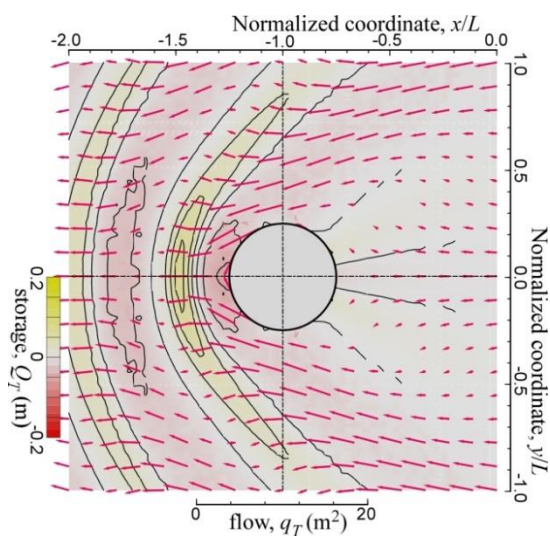 Normalized coordinate, x/L
-2.0 -1.5 -1.0 -0.5 0.0
1.0
0.5
0.0
-0.5
-1.0
Normalized coordinate, y/L
0.2
0
-0.2
storage, Q_T (m)
0 20
flow, q_T (m²)